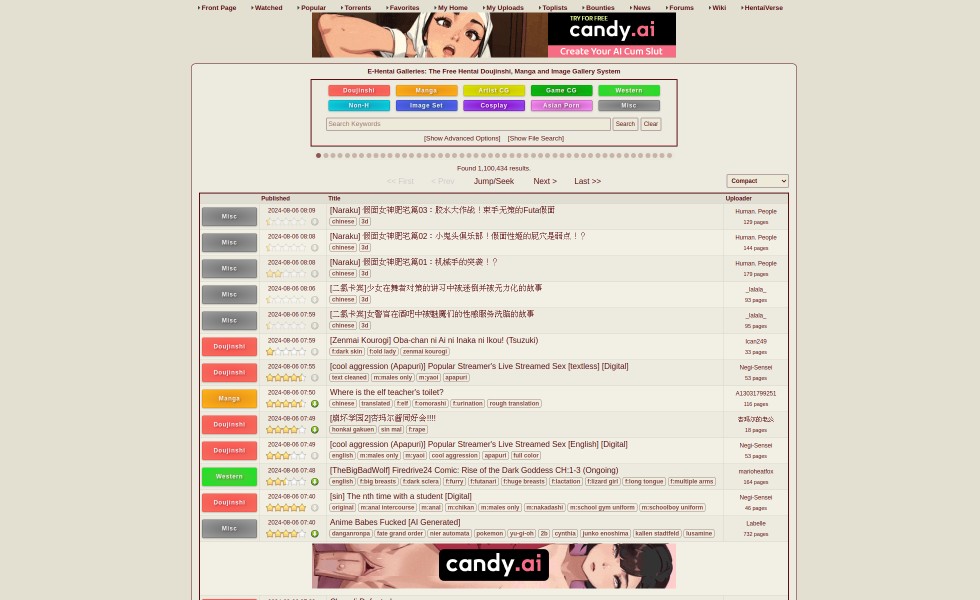 Front Page Watched Popular Torrents Favorites My Home My Uploads Toplists Bounties News Forums Wiki HentaiVerse
TRY FOR FREE
candy.ai
Create Your AI Cum Slut
E-Hentai Galleries: The Free Hentai Doujinshi, Manga and Image Gallery System
Doujinshi Manga Artist CG Game CG Western
Non-H Image Set Cosplay Asian Porn Misc
Search Keywords Search Clear
[Show Advanced Options] [Show File Search]
Found 1,100,434 results.
<< First < Prev Jump/Seek Next > Last >> Compact
Published Title Uploader
Misc 2024-08-06 08:09 [Naraku] 假面女神肥宅篇03：胶水大作战！束手无策的Futa假面 Human. People
chinese 3d 129 pages
Misc 2024-08-06 08:08 [Naraku] 假面女神肥宅篇02：小鬼头俱乐部！假面性姬的屁穴是弱点！？ Human. People
chinese 3d 144 pages
Misc 2024-08-06 08:08 [Naraku] 假面女神肥宅篇01：机械手的突袭！？ Human. People
chinese 3d 179 pages
Misc 2024-08-06 08:06 [二氯卡宾]少女在舞者对策的讲习中被迷倒并被无力化的故事 _lalala_
chinese 3d 93 pages
Misc 2024-08-06 07:59 [二氯卡宾]女警官在酒吧中被魅魔们的性感服务洗脑的故事 _lalala_
chinese 3d 95 pages
Doujinshi 2024-08-06 07:59 [Zenmai Kourogi] Oba-chan ni Ai ni Inaka ni Ikou! (Tsuzuki) Ican249
f:dark skin f:old lady zenmai kourogi 33 pages
Doujinshi 2024-08-06 07:55 [cool aggression (Apapuri)] Popular Streamer's Live Streamed Sex [textless] [Digital] Negi-Sensei
text cleaned m:males only m:yaoi apapuri 53 pages
Manga 2024-08-06 07:50 Where is the elf teacher's toilet? A13031799251
chinese translated f:elf f:omorashi f:urination rough translation 116 pages
Doujinshi 2024-08-06 07:49 [崩坏学园2]杏玛尔酱同好会!!!! 杏玛尔的老公
honkai gakuen sin mal f:rape 18 pages
Doujinshi 2024-08-06 07:49 [cool aggression (Apapuri)] Popular Streamer's Live Streamed Sex [English] [Digital] Negi-Sensei
english m:males only m:yaoi cool aggression apapuri full color 53 pages
Western 2024-08-06 07:48 [TheBigBadWolf] Firedrive24 Comic: Rise of the Dark Goddess CH:1-3 (Ongoing) marioheatfox
english f:big breasts f:dark sclera f:furry f:futanari f:huge breasts f:lactation f:lizard girl f:long tongue f:multiple arms 164 pages
Doujinshi 2024-08-06 07:40 [sin] The nth time with a student [Digital] Negi-Sensei
original m:anal intercourse m:anal m:chikan m:males only m:nakadashi m:school gym uniform m:schoolboy uniform 46 pages
Misc 2024-08-06 07:40 Anime Babes Fucked [AI Generated] Labelle
danganronpa fate grand order nier automata pokemon yu-gi-oh 2b cynthia junko enoshima kallen stadtfeld lusamine 732 pages
candy.ai